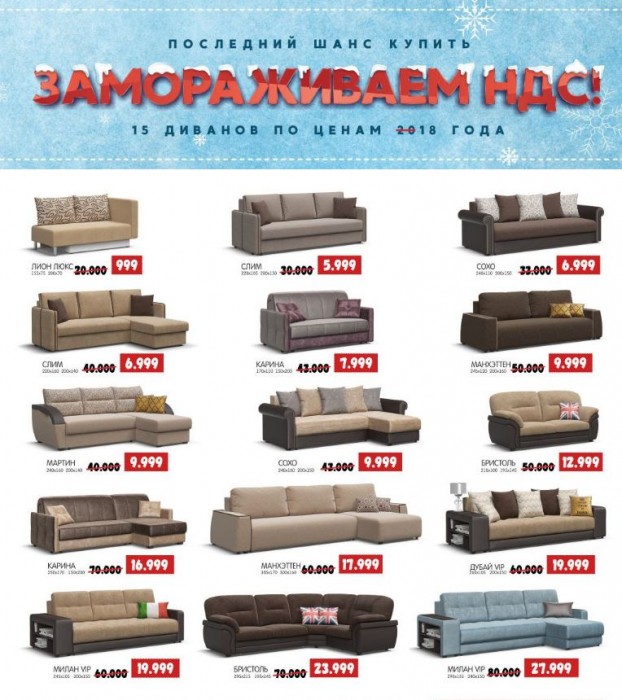 ПОСЛЕДНИЙ ШАНС КУПИТЬ
ЗАМОРАЖИВАЕМ НДС!
15 ДИВАНОВ ПО ЦЕНАМ 2018 ГОДА
ЛИОН ЛЮКС 20.000 999
СЛИМ 30.000 5.999
СОХО 33.000 6.999
СЛИМ 40.000 6.999
КАРИНА 43.000 7.999
МАНХЭТТЕН 50.000 9.999
МАРТИН 40.000 9.999
СОХО 43.000 9.999
БРИСТОЛЬ 50.000 12.999
КАРИНА 70.000 16.999
МАНХЭТТЕН 60.000 17.999
ДУБАЙ VIP 60.000 19.999
МИЛАН VIP 60.000 19.999
БРИСТОЛЬ 70.000 23.999
МИЛАН VIP 80.000 27.999